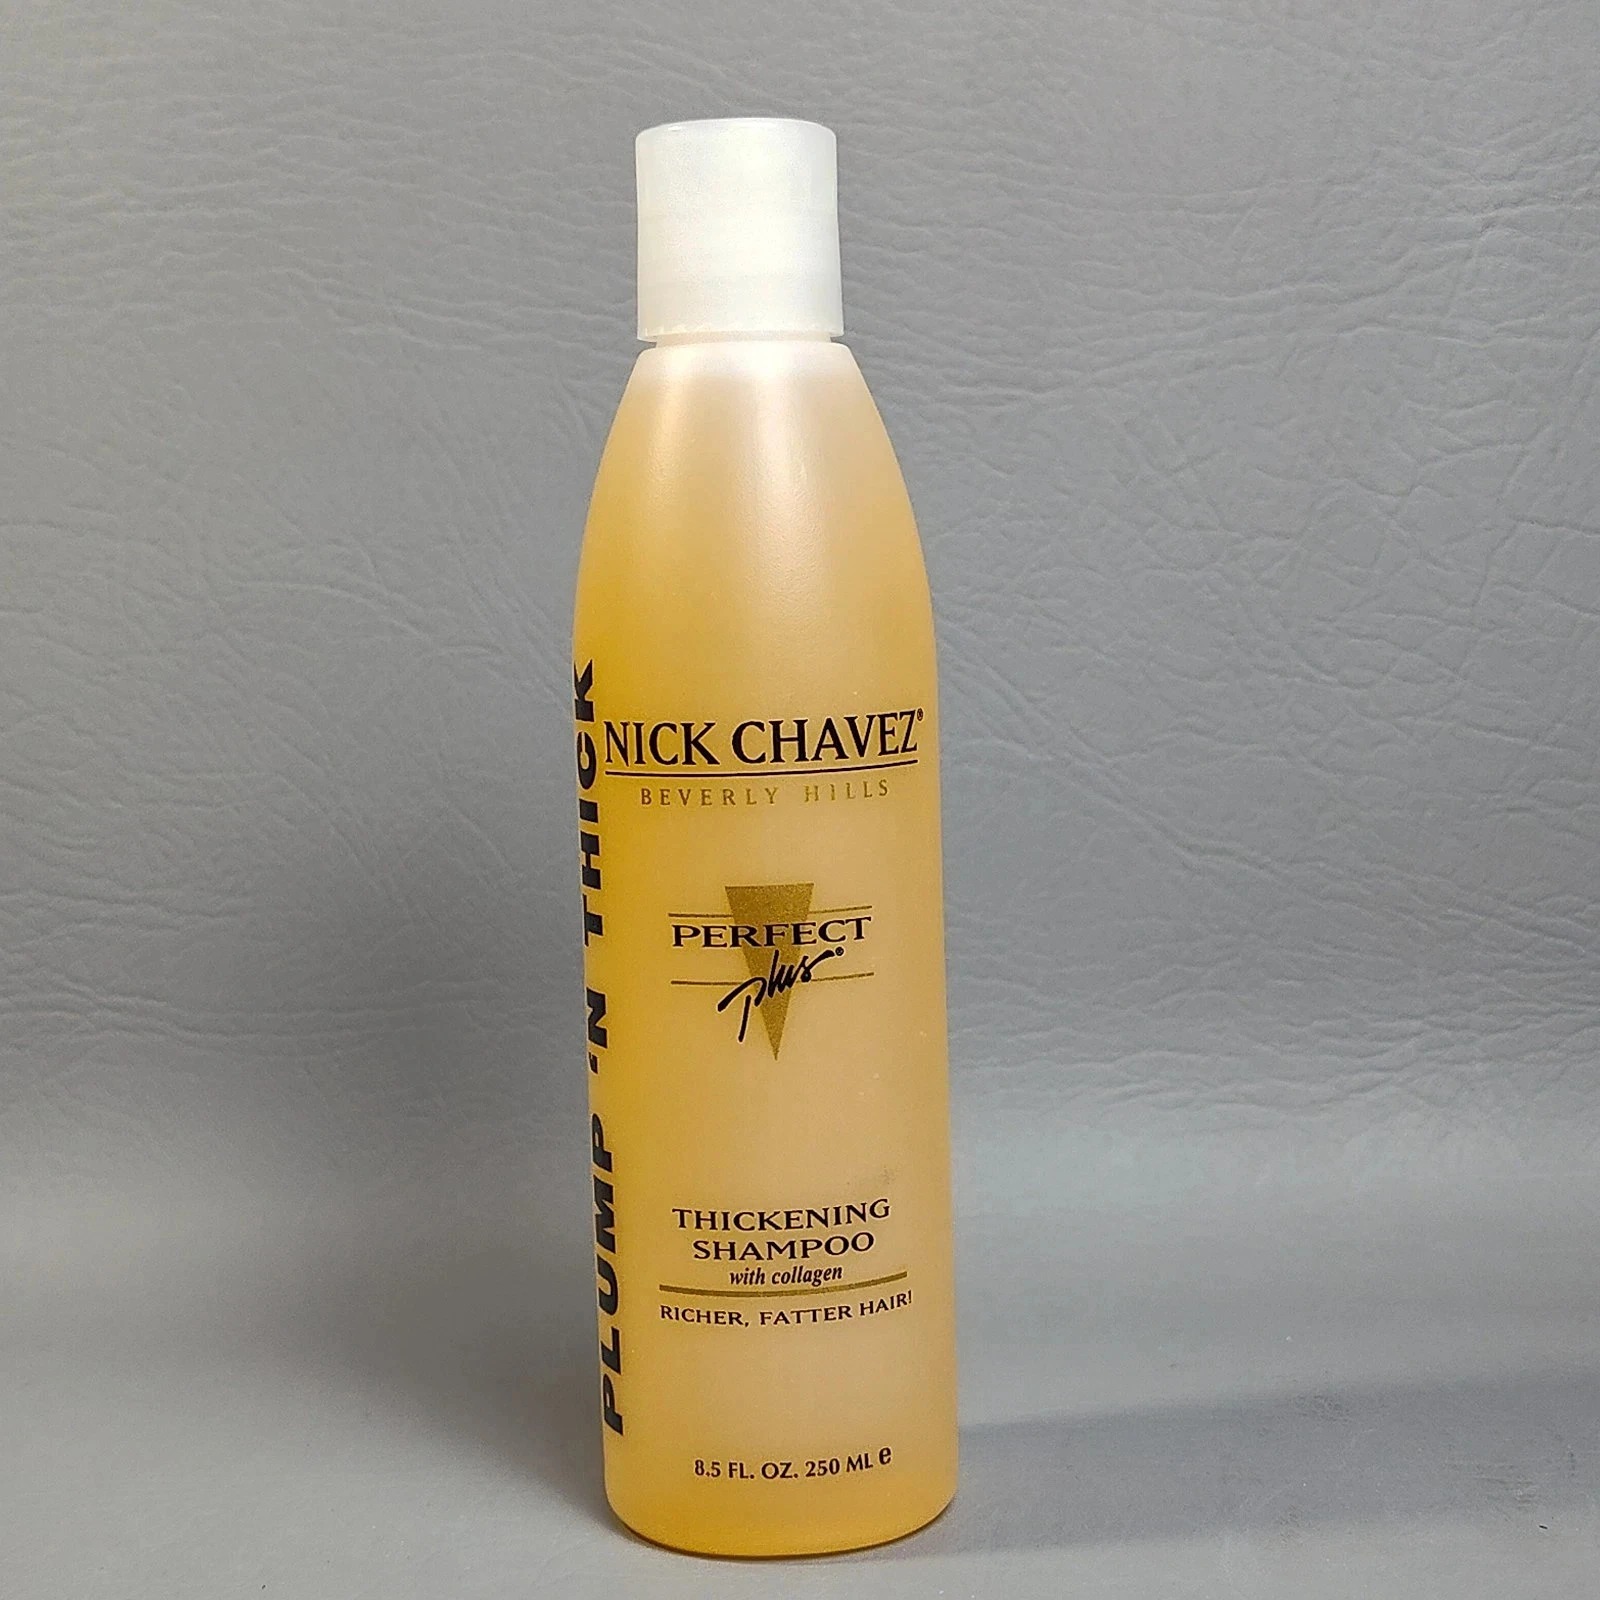 NICK CHAVEZ®
BEVERLY HILLS
PERFECT
plus®
THICKENING
SHAMPOO
with collagen
RICHER, FATTER HAIR!
8.5 FL. OZ. 250 ML ℮
PLUMP 'N THICK